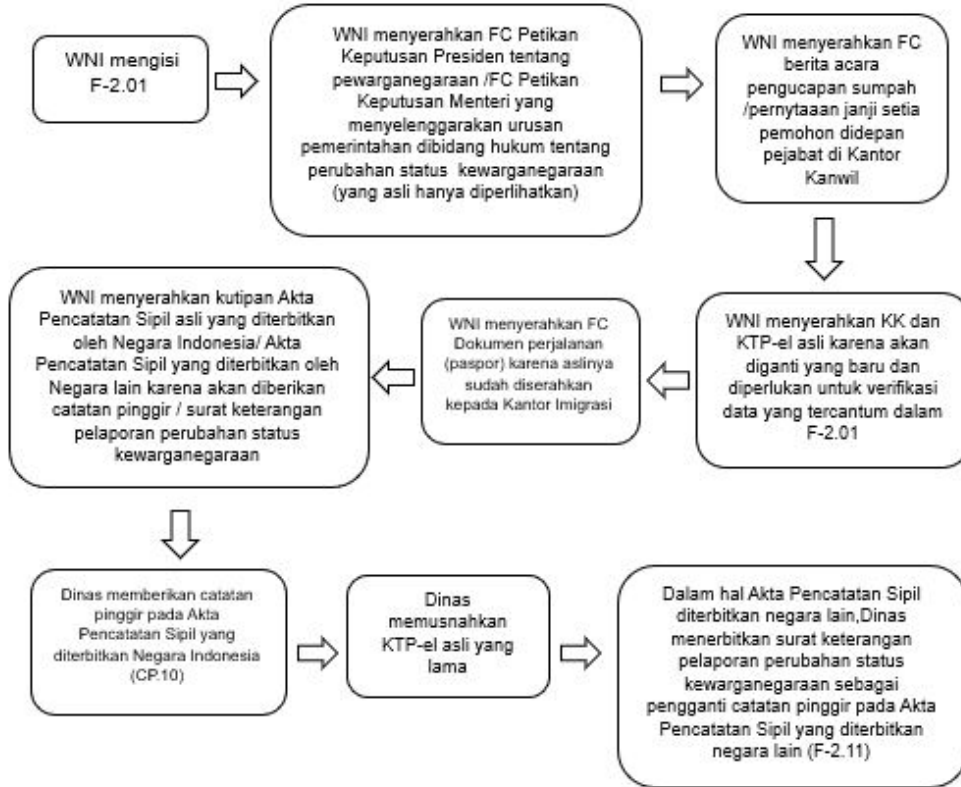 WNI mengisi
F-2.01
WNI menyerahkan FC Petikan
Keputusan Presiden tentang
pewarganegaraan /FC Petikan
Keputusan Menteri yang
menyelenggarakan urusan
pemerintahan dibidang hukum tentang
perubahan status kewarganegaraan
(yang asli hanya diperlihatkan)
WNI menyerahkan FC
berita acara
pengucapan sumpah
/pernytaaan janji setia
pemohon didepan
pejabat di Kantor
Kanwil
WNI menyerahkan KK dan
KTP-el asli karena akan
diganti yang baru dan
diperlukan untuk verifikasi
data yang tercantum dalam
F-2.01
WNI menyerahkan FC
Dokumen perjalanan
(paspor) karena aslinya
sudah diserahkan
kepada Kantor Imigrasi
WNI menyerahkan kutipan Akta
Pencatatan Sipil asli yang diterbitkan
oleh Negara Indonesia/ Akta
Pencatatan Sipil yang diterbitkan oleh
Negara lain karena akan diberikan
catatan pinggir / surat keterangan
pelaporan perubahan status
kewarganegaraan
Dinas memberikan catatan
pinggir pada Akta
Pencatatan Sipil yang
diterbitkan Negara Indonesia
(CP.10)
Dinas
memusnahkan
KTP-el asli yang
lama
Dalam hal Akta Pencatatan Sipil
diterbitkan negara lain,Dinas
menerbitkan surat keterangan
pelaporan perubahan status
kewarganegaraan sebagai
pengganti catatan pinggir pada Akta
Pencatatan Sipil yang diterbitkan
negara lain (F-2.11)